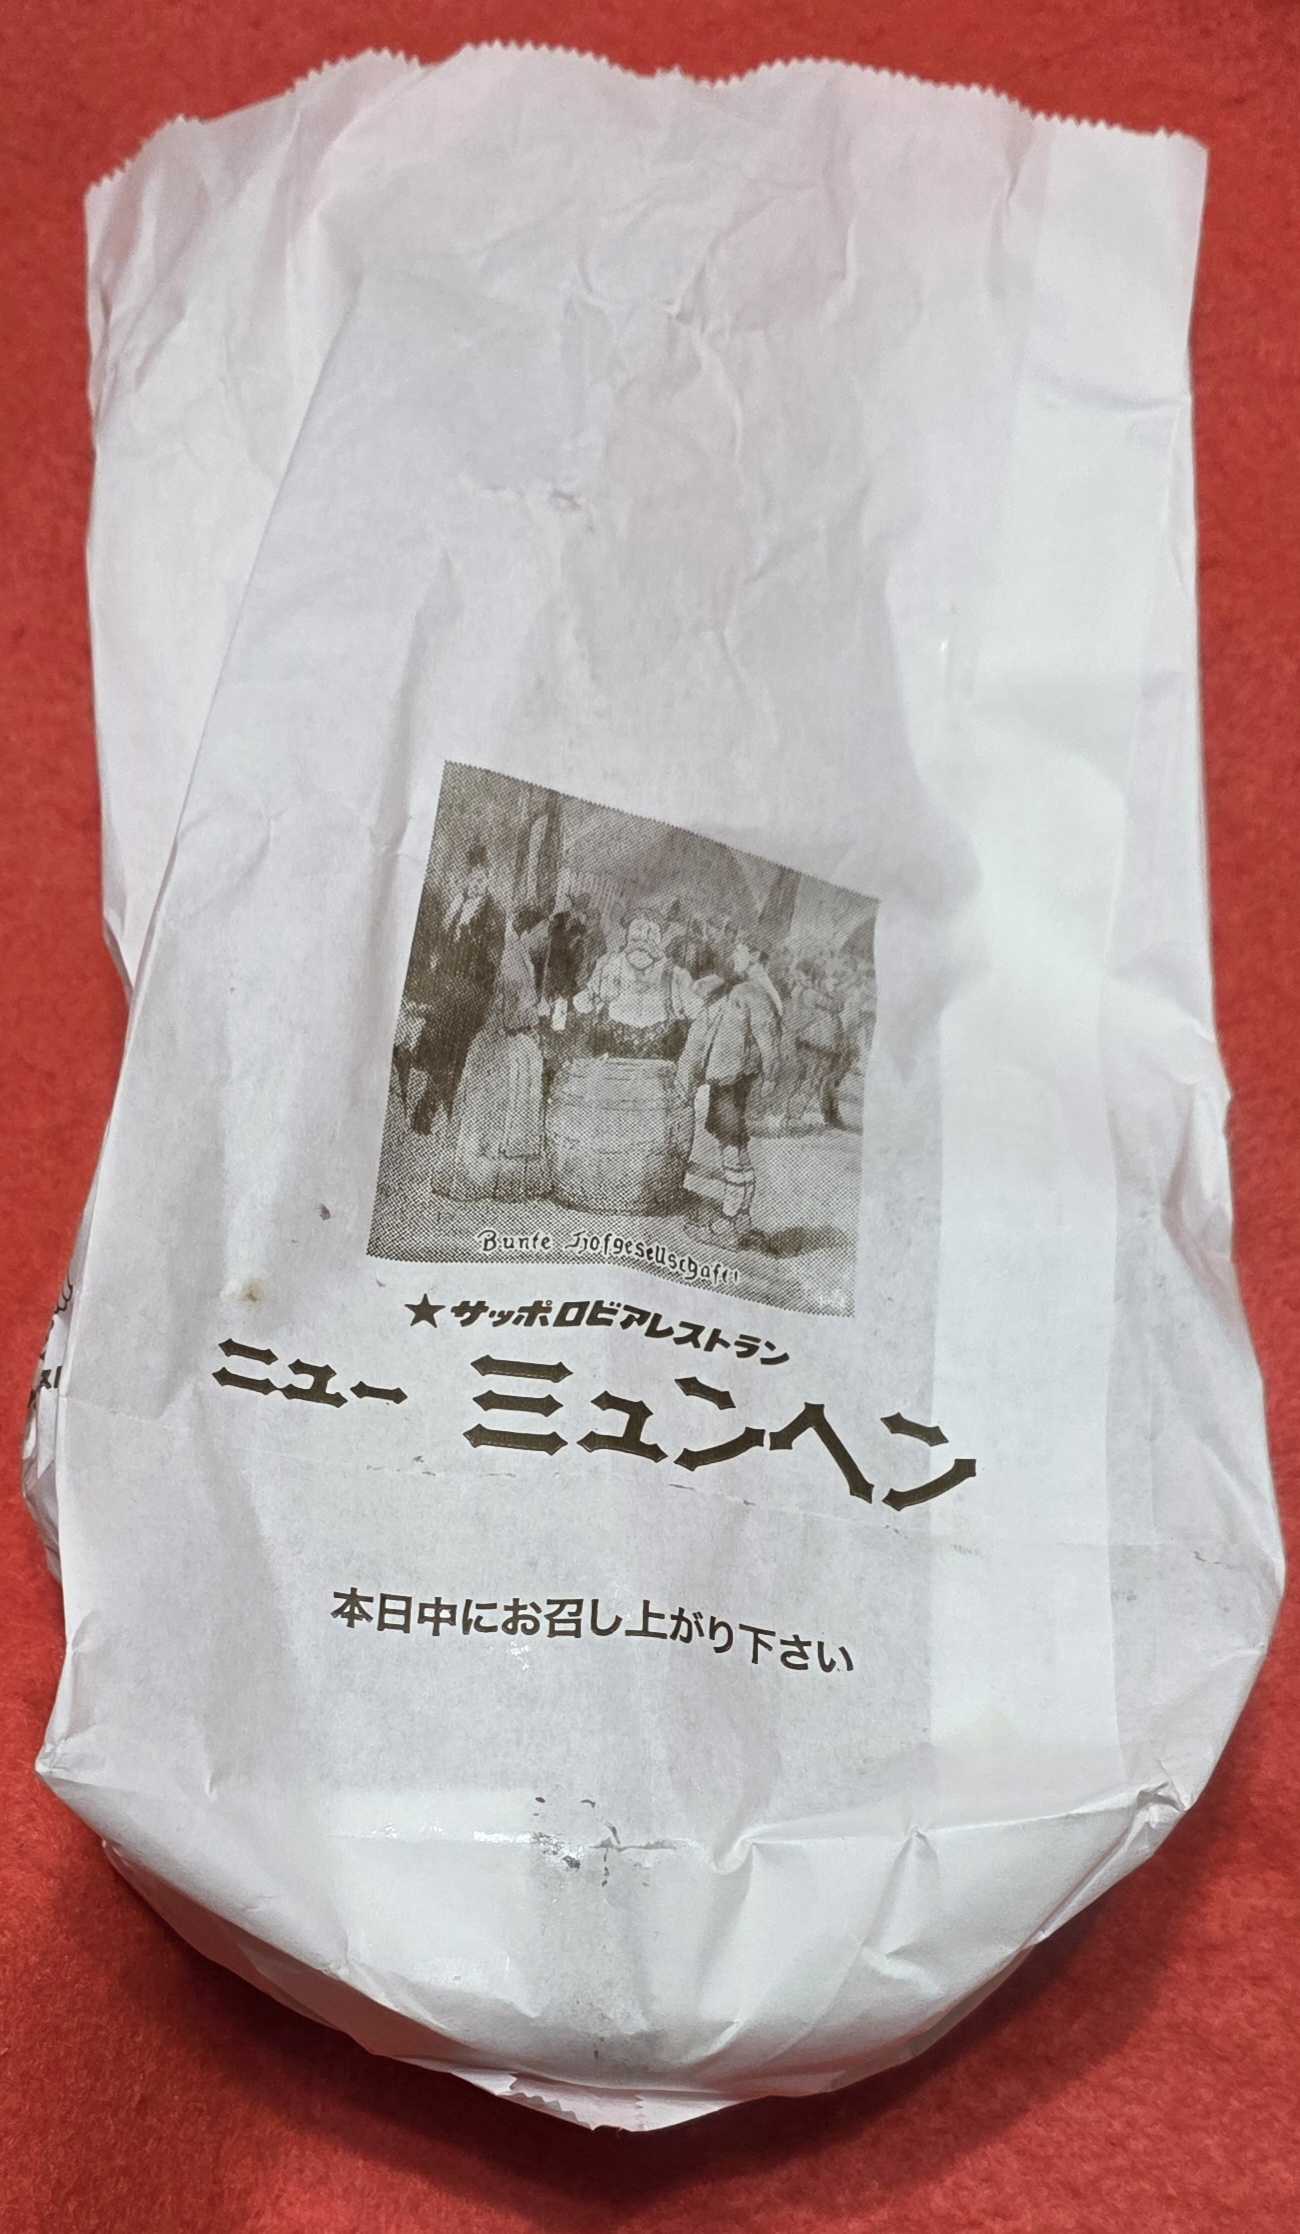 Bunte Hofgesellschaft!
★サッポロビアレストラン
ニュー ミュンヘン
本日中にお召し上がり下さい